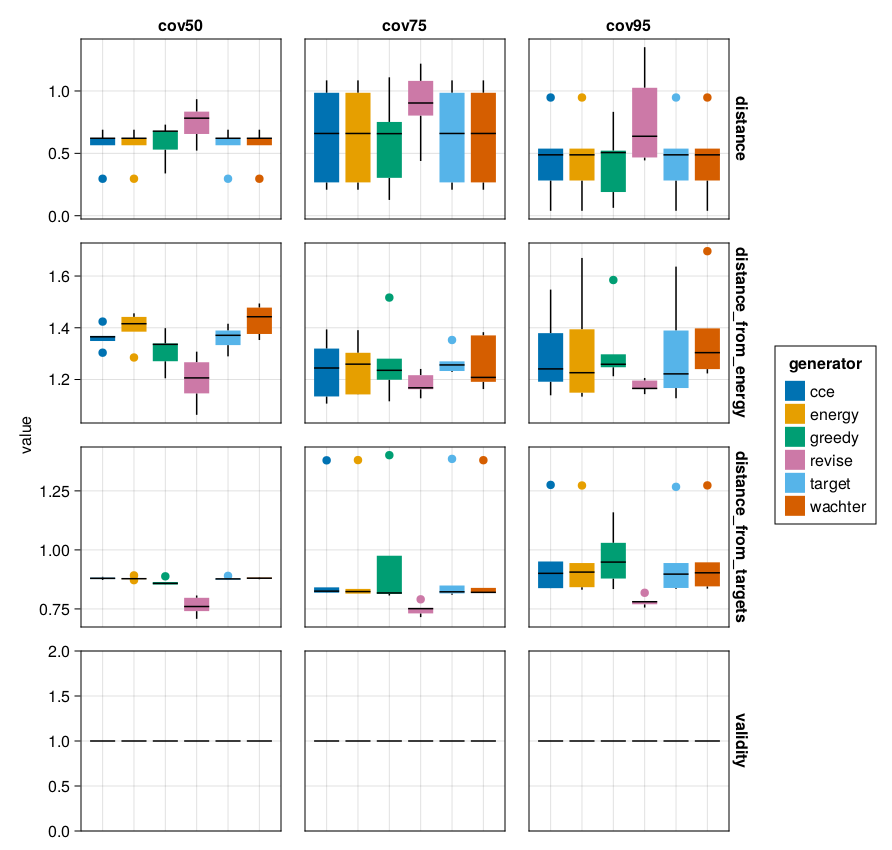 cov50 cov75 cov95
1.0
0.5
0.0
distance
1.6
1.4
1.2
distance_from_energy
value
1.25
1.00
0.75
distance_from_targets
2.0
1.5
1.0
0.5
0.0
validity
generator
cce
energy
greedy
revise
target
wachter